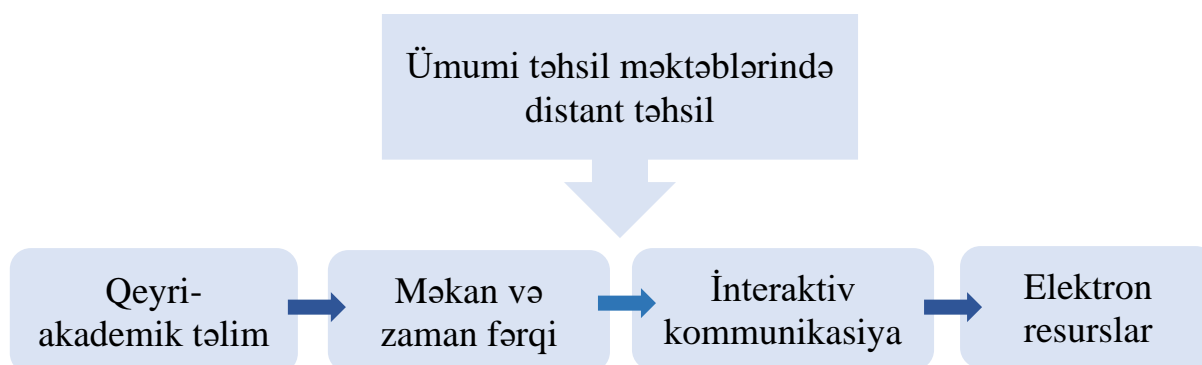 Ümumi təhsil məktəblərində
distant təhsil
Qeyri-
akademik təlim
Məkan və
zaman fərqi
İnteraktiv
kommunikasiya
Elektron
resurslar